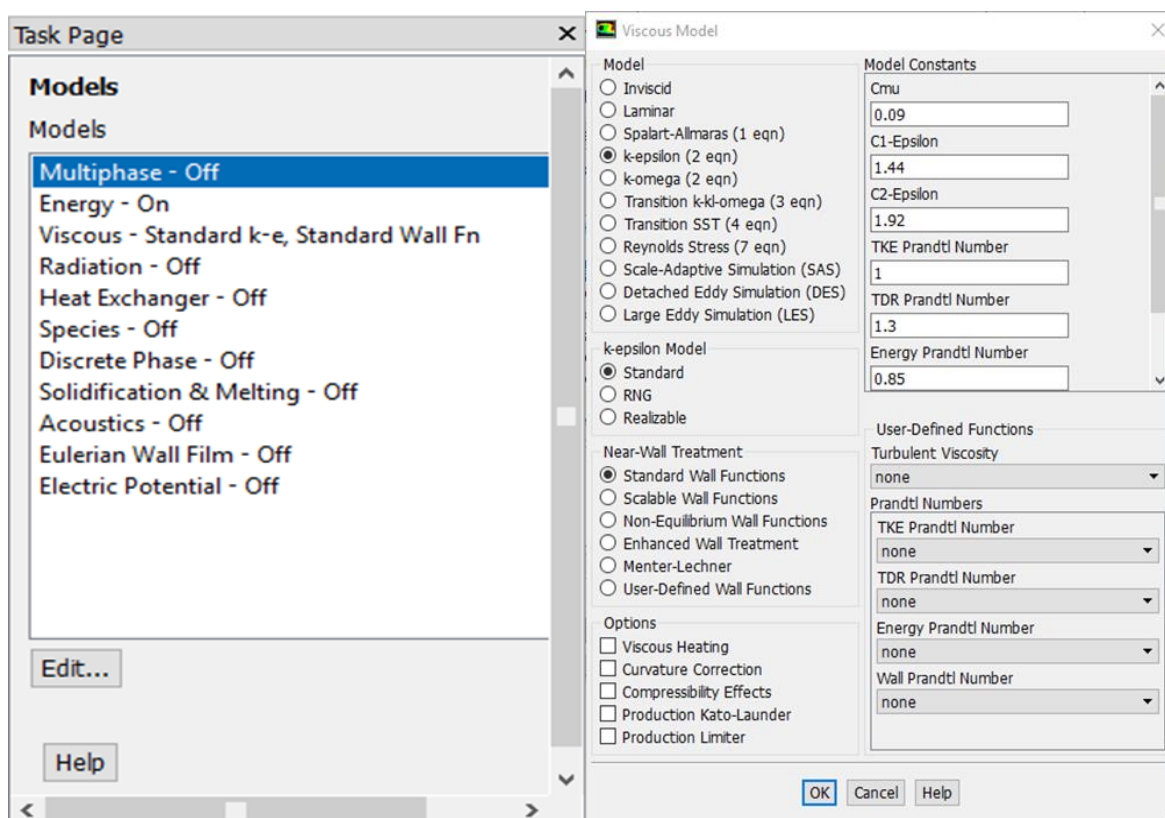 Task Page
Models
Models
Multiphase - Off
Energy - On
Viscous - Standard k-e, Standard Wall Fn
Radiation - Off
Heat Exchanger - Off
Species - Off
Discrete Phase - Off
Solidification & Melting - Off
Acoustics - Off
Eulerian Wall Film - Off
Electric Potential - Off
Edit...
Help
Viscous Model
Model
Inviscid
Laminar
Spalart-Allmaras (1 eqn)
k-epsilon (2 eqn)
k-omega (2 eqn)
Transition k-kl-omega (3 eqn)
Transition SST (4 eqn)
Reynolds Stress (7 eqn)
Scale-Adaptive Simulation (SAS)
Detached Eddy Simulation (DES)
Large Eddy Simulation (LES)
k-epsilon Model
Standard
RNG
Realizable
Near-Wall Treatment
Standard Wall Functions
Scalable Wall Functions
Non-Equilibrium Wall Functions
Enhanced Wall Treatment
Menter-Lechner
User-Defined Wall Functions
Options
Viscous Heating
Curvature Correction
Compressibility Effects
Production Kato-Launder
Production Limiter
Model Constants
Cmu
0.09
C1-Epsilon
1.44
C2-Epsilon
1.92
TKE Prandtl Number
1
TDR Prandtl Number
1.3
Energy Prandtl Number
0.85
User-Defined Functions
Turbulent Viscosity
none
Prandtl Numbers
TKE Prandtl Number
none
TDR Prandtl Number
none
Energy Prandtl Number
none
Wall Prandtl Number
none
OK
Cancel
Help